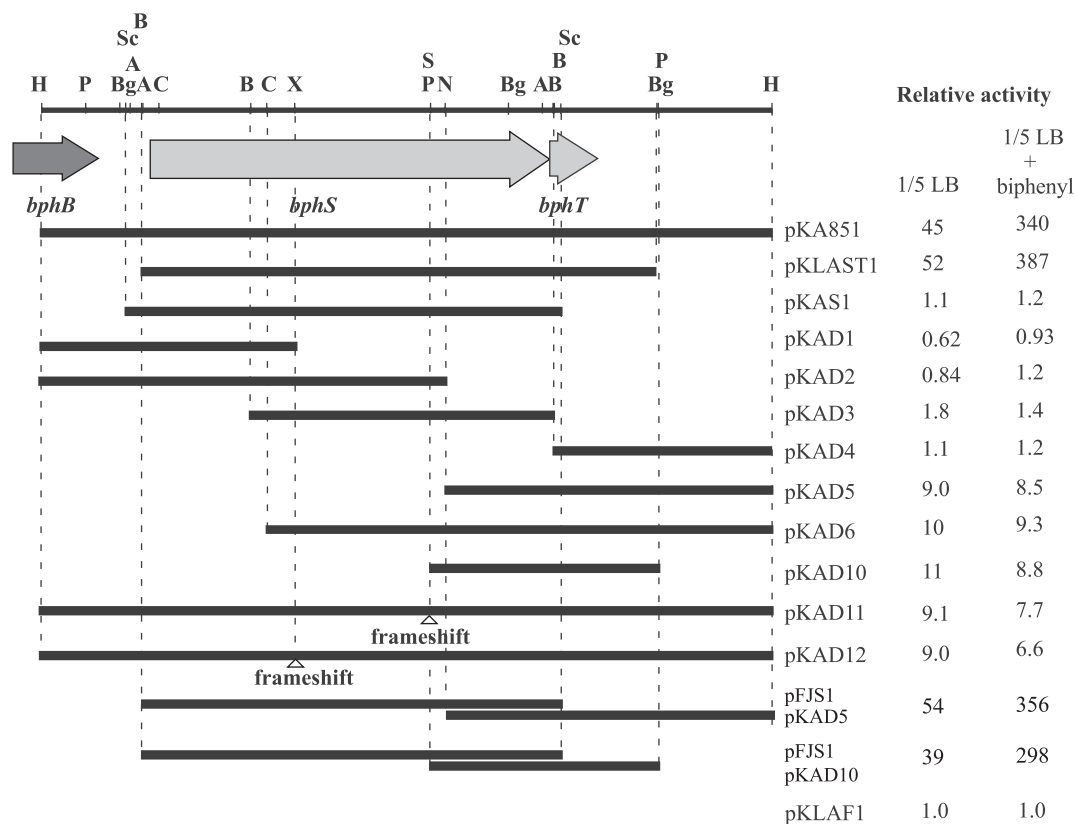 B
Sc Sc
A S B P
H P Bg A C B C X P N Bg A B Bg H
Relative activity
1/5 LB
1/5 LB
+
biphenyl
bphB bphS bphT
pKA851 45 340
pKLAST1 52 387
pKAS1 1.1 1.2
pKAD1 0.62 0.93
pKAD2 0.84 1.2
pKAD3 1.8 1.4
pKAD4 1.1 1.2
pKAD5 9.0 8.5
pKAD6 10 9.3
pKAD10 11 8.8
pKAD11 9.1 7.7
frameshift
pKAD12 9.0 6.6
frameshift
pFJS1
pKAD5 54 356
pFJS1
pKAD10 39 298
pKLAF1 1.0 1.0